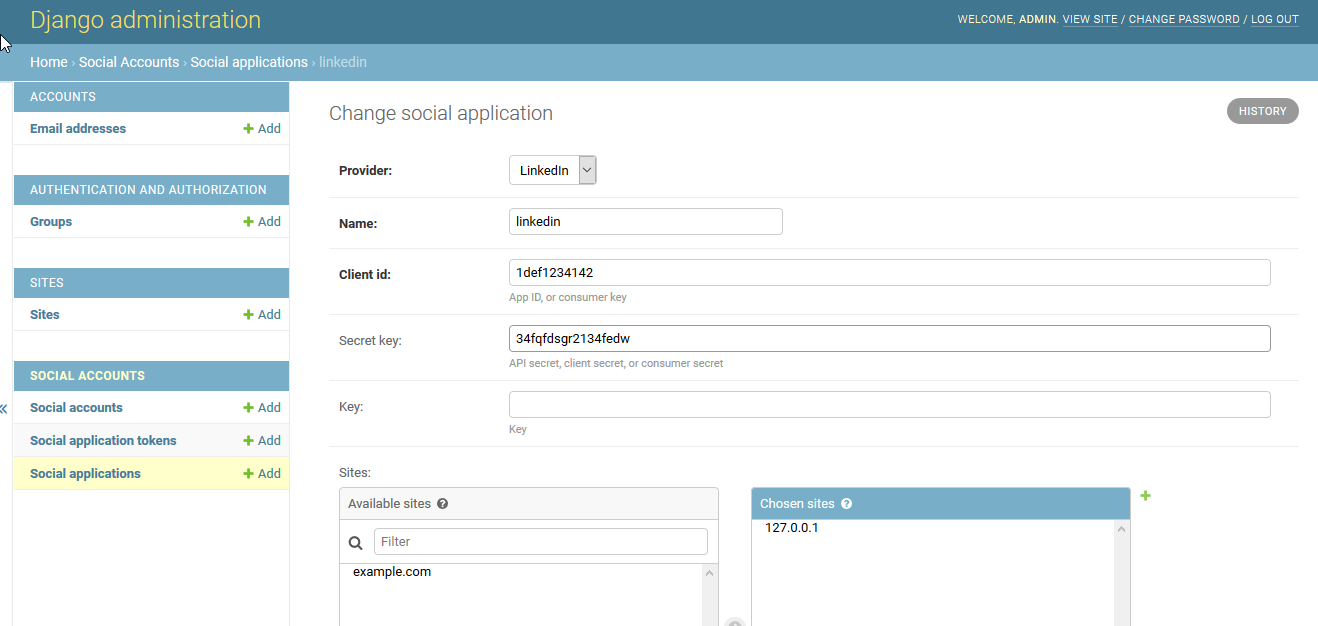 Django administration
WELCOME, ADMIN. VIEW SITE / CHANGE PASSWORD / LOG OUT
Home › Social Accounts › Social applications › linkedin
ACCOUNTS
Email addresses + Add
AUTHENTICATION AND AUTHORIZATION
Groups + Add
SITES
Sites + Add
SOCIAL ACCOUNTS
Social accounts + Add
Social application tokens + Add
Social applications + Add
«
Change social application
HISTORY
Provider: LinkedIn
Name: linkedin
Client id: 1def1234142
App ID, or consumer key
Secret key: 34fqfdsgr2134fedw
API secret, client secret, or consumer secret
Key:
Key
Sites:
Available sites ?
Filter
example.com
Chosen sites ?
127.0.0.1